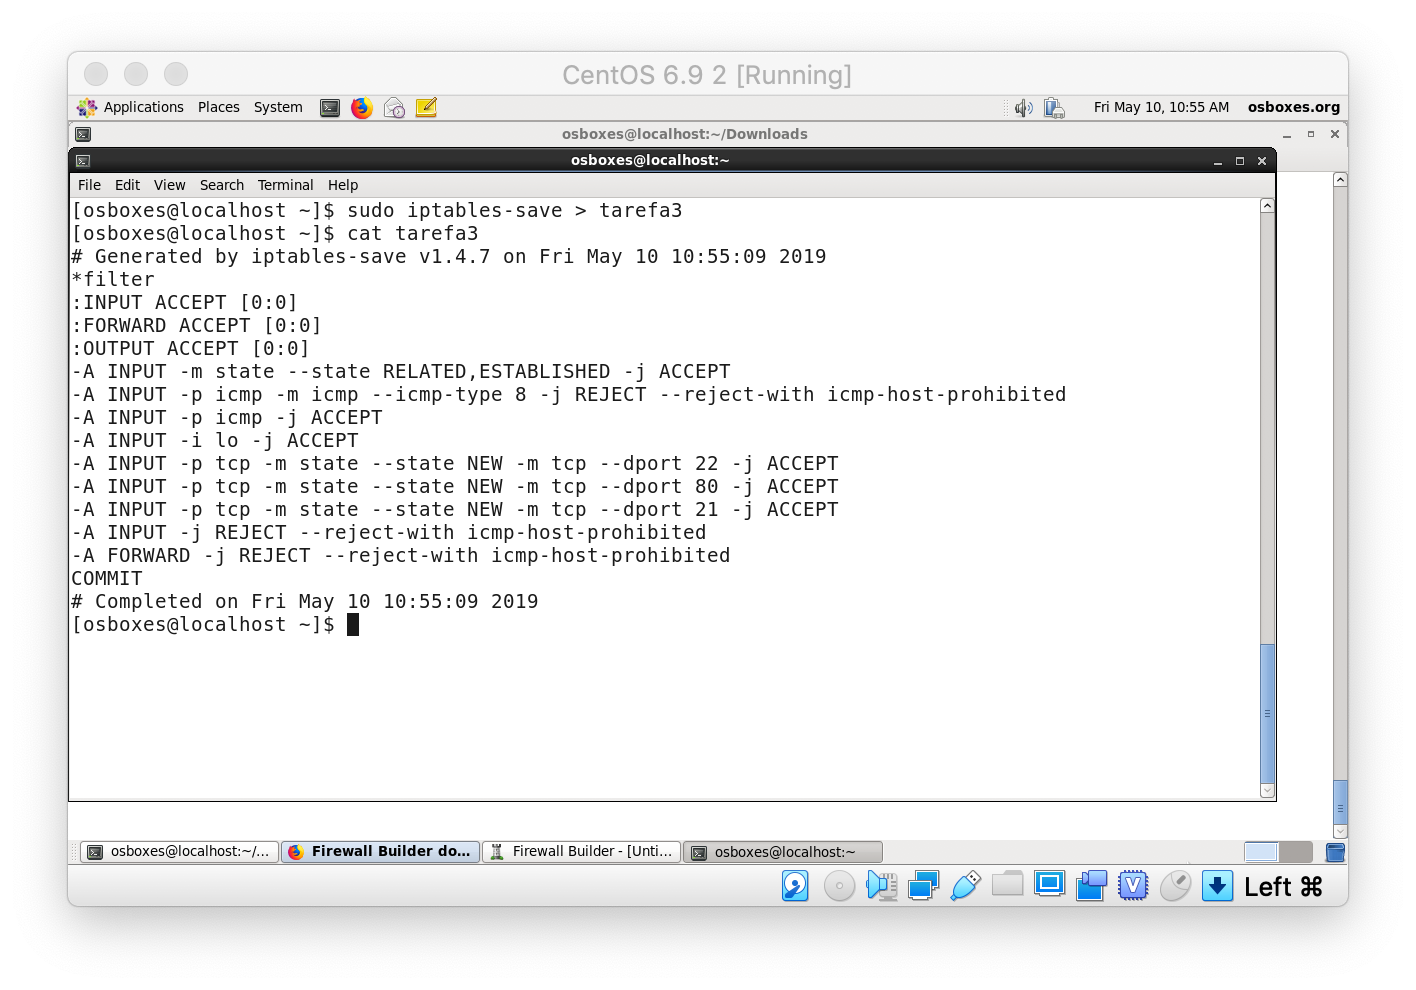 CentOS 6.9 2 [Running]
Applications Places System Fri May 10, 10:55 AM osboxes.org
osboxes@localhost:~/Downloads
osboxes@localhost:~
File Edit View Search Terminal Help
[osboxes@localhost ~]$ sudo iptables-save > tarefa3
[osboxes@localhost ~]$ cat tarefa3
# Generated by iptables-save v1.4.7 on Fri May 10 10:55:09 2019
*filter
:INPUT ACCEPT [0:0]
:FORWARD ACCEPT [0:0]
:OUTPUT ACCEPT [0:0]
-A INPUT -m state --state RELATED,ESTABLISHED -j ACCEPT
-A INPUT -p icmp -m icmp --icmp-type 8 -j REJECT --reject-with icmp-host-prohibited
-A INPUT -p icmp -j ACCEPT
-A INPUT -i lo -j ACCEPT
-A INPUT -p tcp -m state --state NEW -m tcp --dport 22 -j ACCEPT
-A INPUT -p tcp -m state --state NEW -m tcp --dport 80 -j ACCEPT
-A INPUT -p tcp -m state --state NEW -m tcp --dport 21 -j ACCEPT
-A INPUT -j REJECT --reject-with icmp-host-prohibited
-A FORWARD -j REJECT --reject-with icmp-host-prohibited
COMMIT
# Completed on Fri May 10 10:55:09 2019
[osboxes@localhost ~]$
osboxes@localhost:~/... Firewall Builder do... Firewall Builder - [Unti... osboxes@localhost:~
Left ⌘